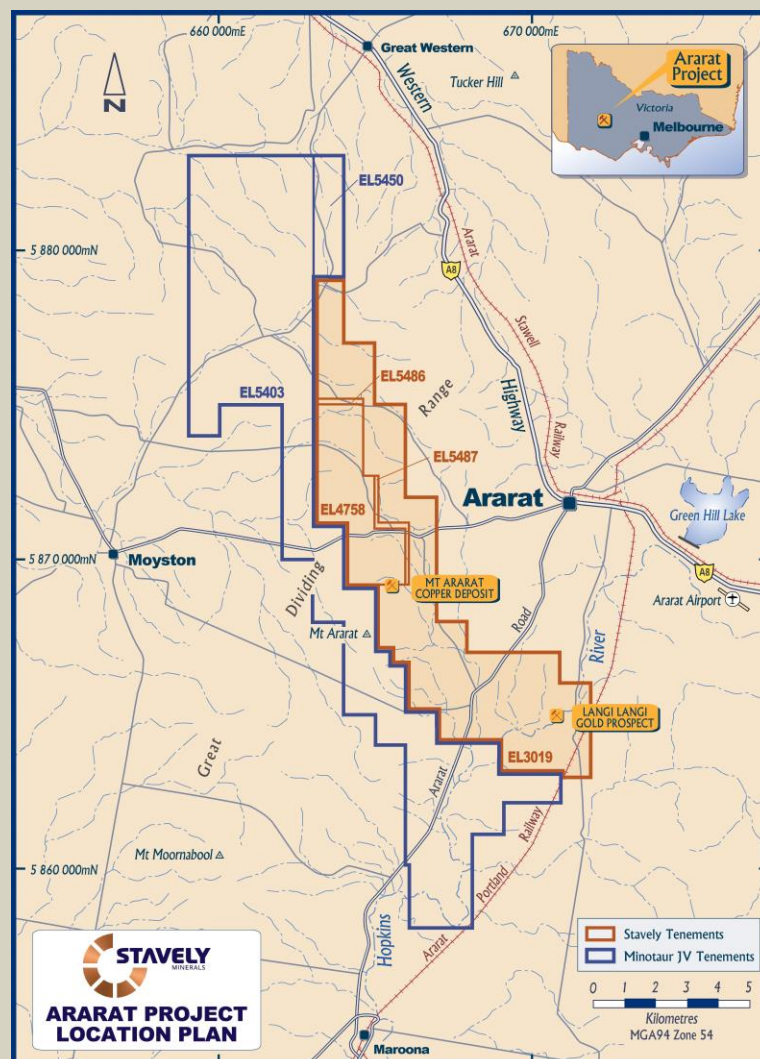 660 000mE
670 000mE
Great Western
Tucker Hill
Western
Highway
N
Ararat
Project
Victoria
Melbourne
EL5450
5 880 000mN
A8
Ararat
Stawell
Railway
EL5486
EL5403
Range
EL5487
EL4758
Ararat
Green Hill Lake
5 870 000mN
Moyston
A8
MT ARARAT
COPPER DEPOSIT
Ararat Airport
Dividing
Mt Ararat
Road
River
LANGI LANGI
GOLD PROSPECT
Great
EL3019
Ararat
Railway
Mt Moornabool
5 860 000mN
Portland
Hopkins
Ararat
Stavely Tenements
Minotaur JV Tenements
STAVELY
MINERALS
ARARAT PROJECT
LOCATION PLAN
0 1 2 3 4 5
Kilometres
MGA94 Zone 54
Maroona